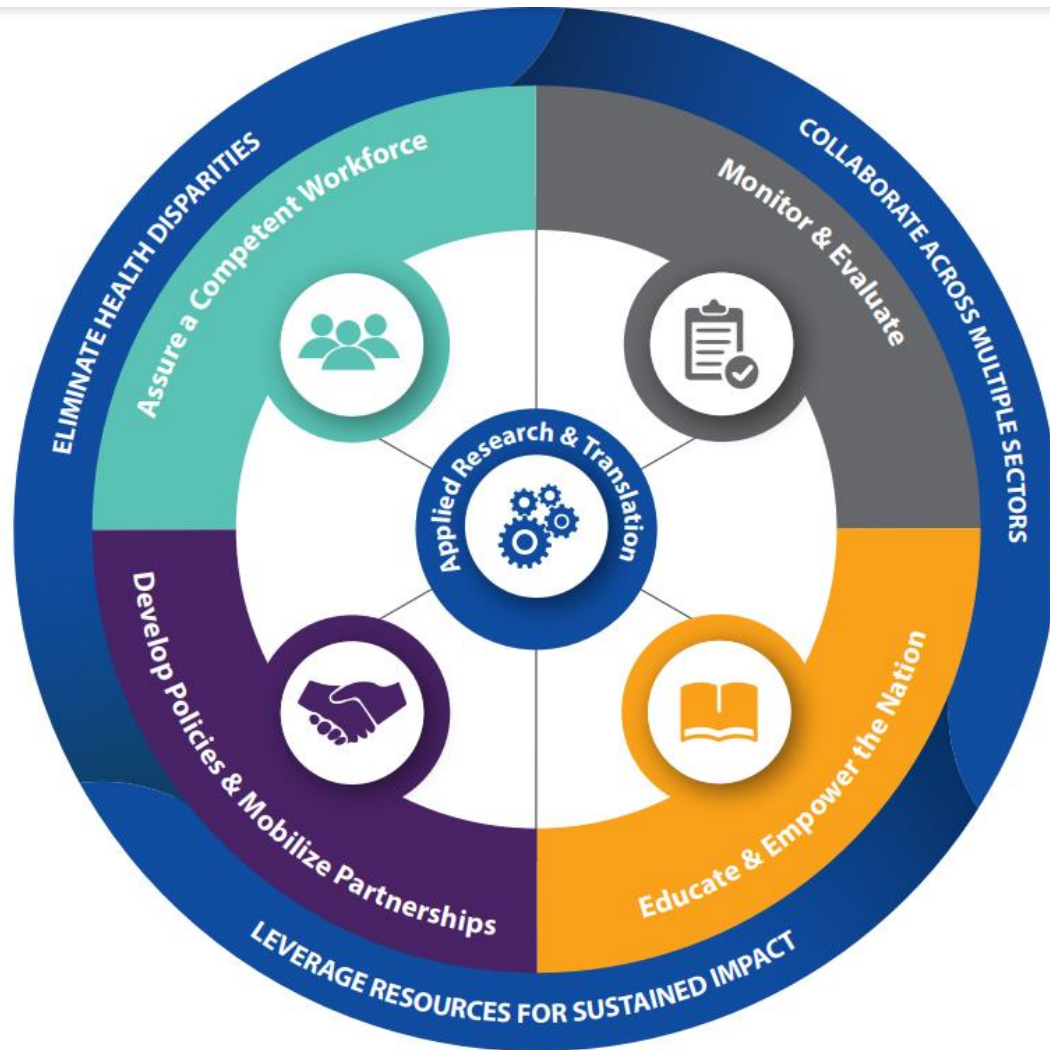 ELIMINATE HEALTH DISPARITIES
COLLABORATE ACROSS MULTIPLE SECTORS
LEVERAGE RESOURCES FOR SUSTAINED IMPACT
Assure a Competent Workforce
Monitor & Evaluate
Applied Research & Translation
Develop Policies & Mobilize Partnerships
Educate & Empower the Nation